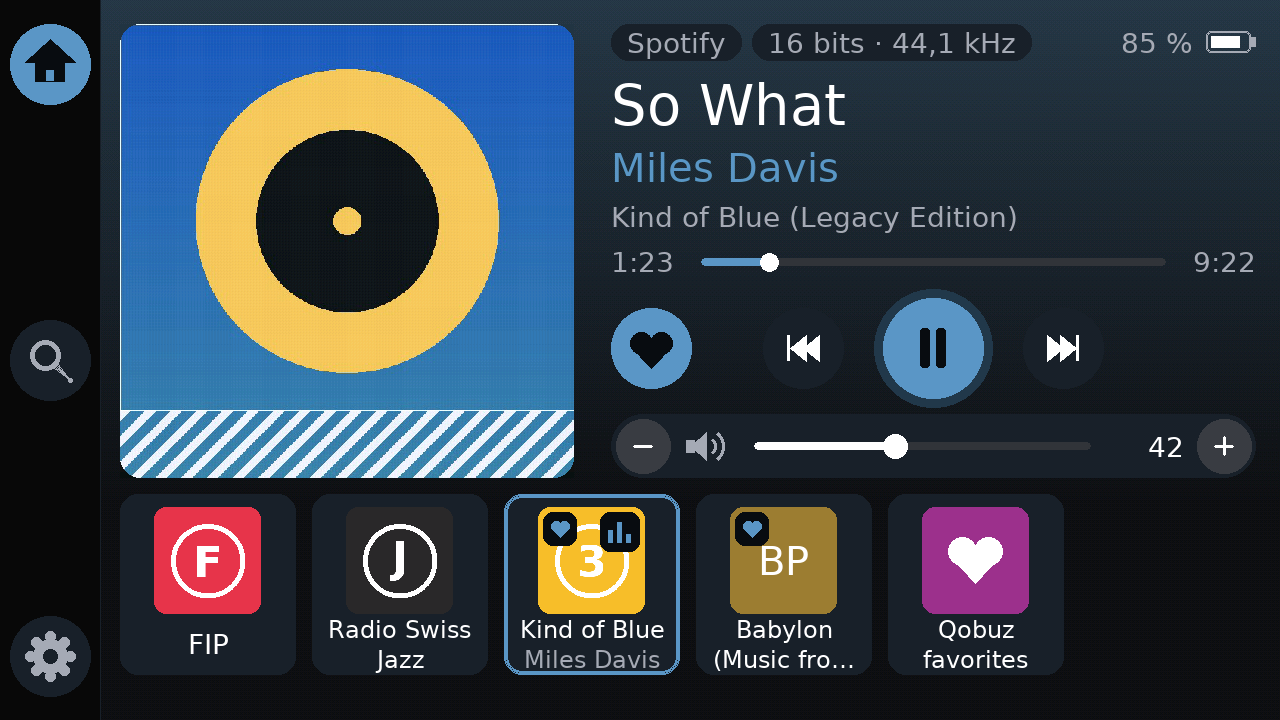 Spotify
16 bits · 44,1 kHz
85 %
So What
Miles Davis
Kind of Blue (Legacy Edition)
1:23
9:22
42
F
FIP
J
Radio Swiss
Jazz
3
Kind of Blue
Miles Davis
BP
Babylon
(Music fro…
Qobuz
favorites